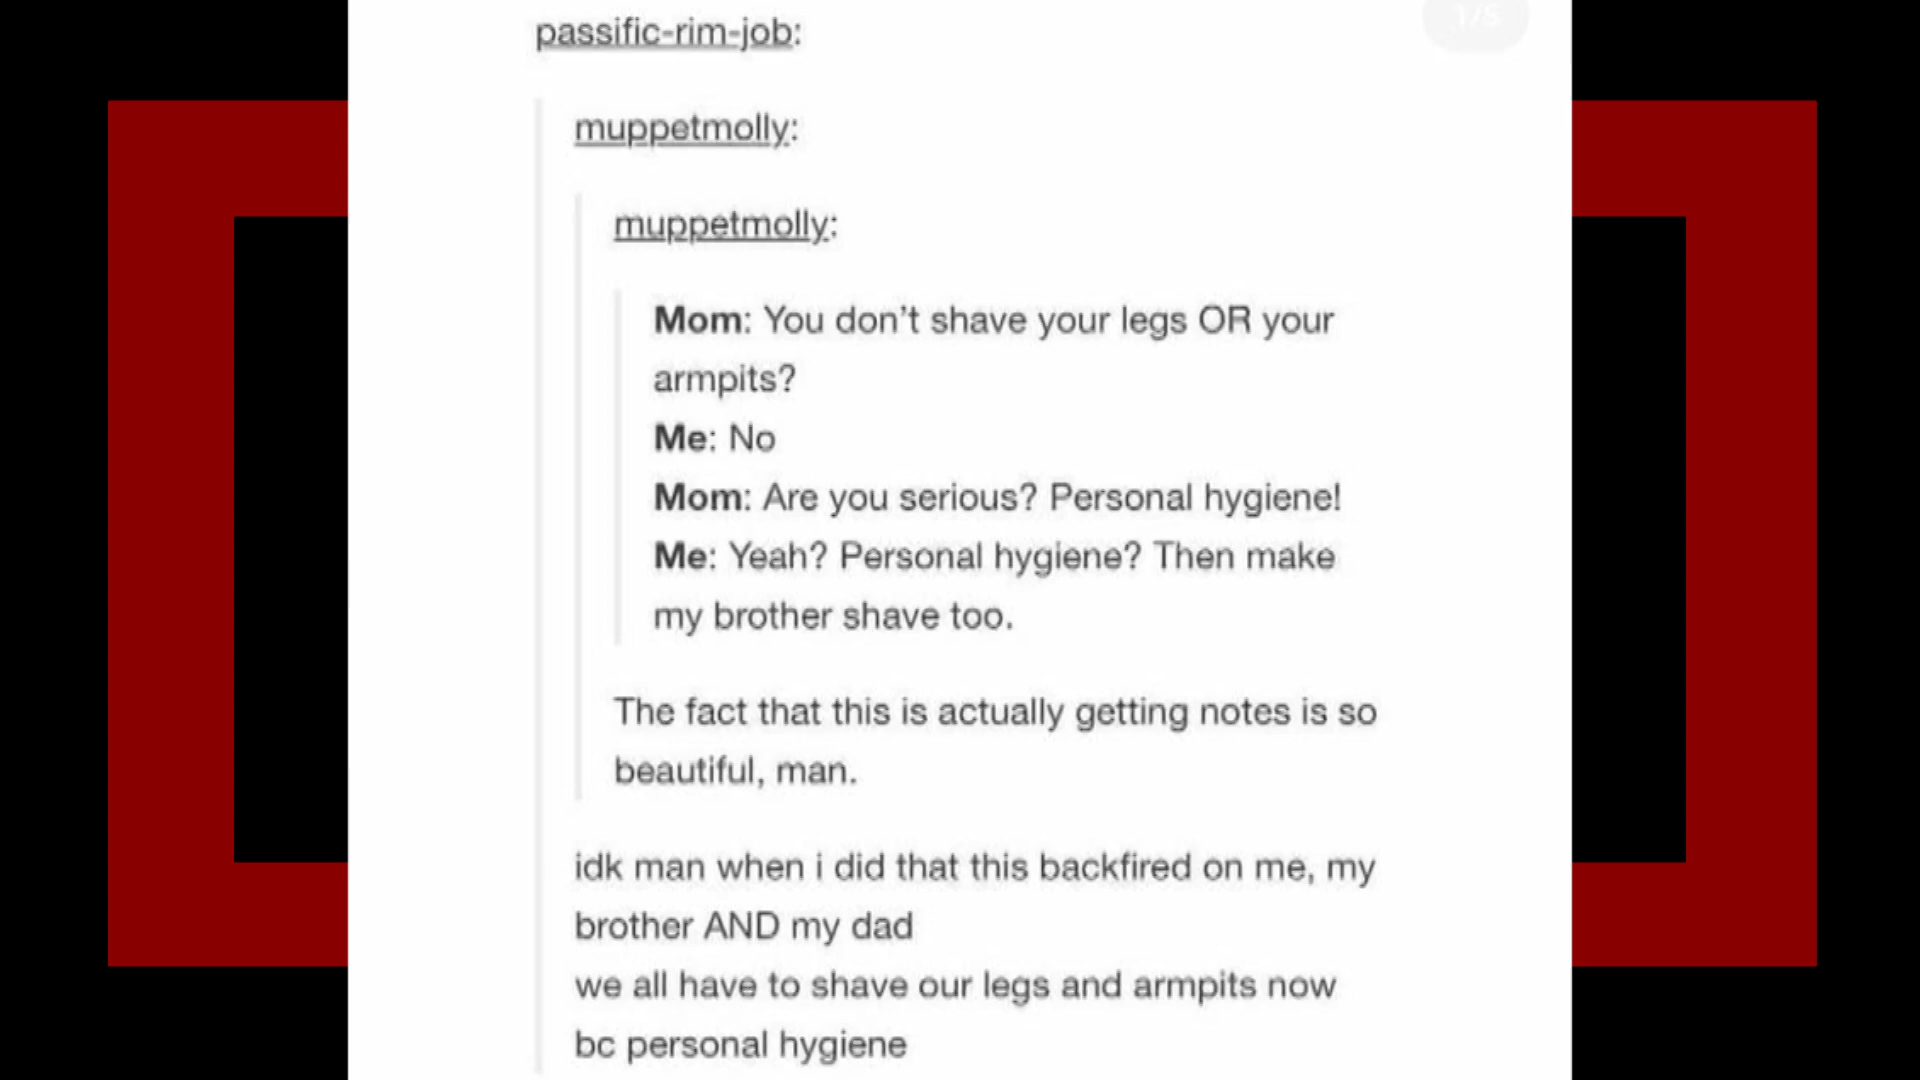 passific-rim-job:
1/5
muppetmolly:
muppetmolly:
Mom: You don't shave your legs OR your
armpits?
Me: No
Mom: Are you serious? Personal hygiene!
Me: Yeah? Personal hygiene? Then make
my brother shave too.
The fact that this is actually getting notes is so
beautiful, man.
idk man when i did that this backfired on me, my
brother AND my dad
we all have to shave our legs and armpits now
bc personal hygiene